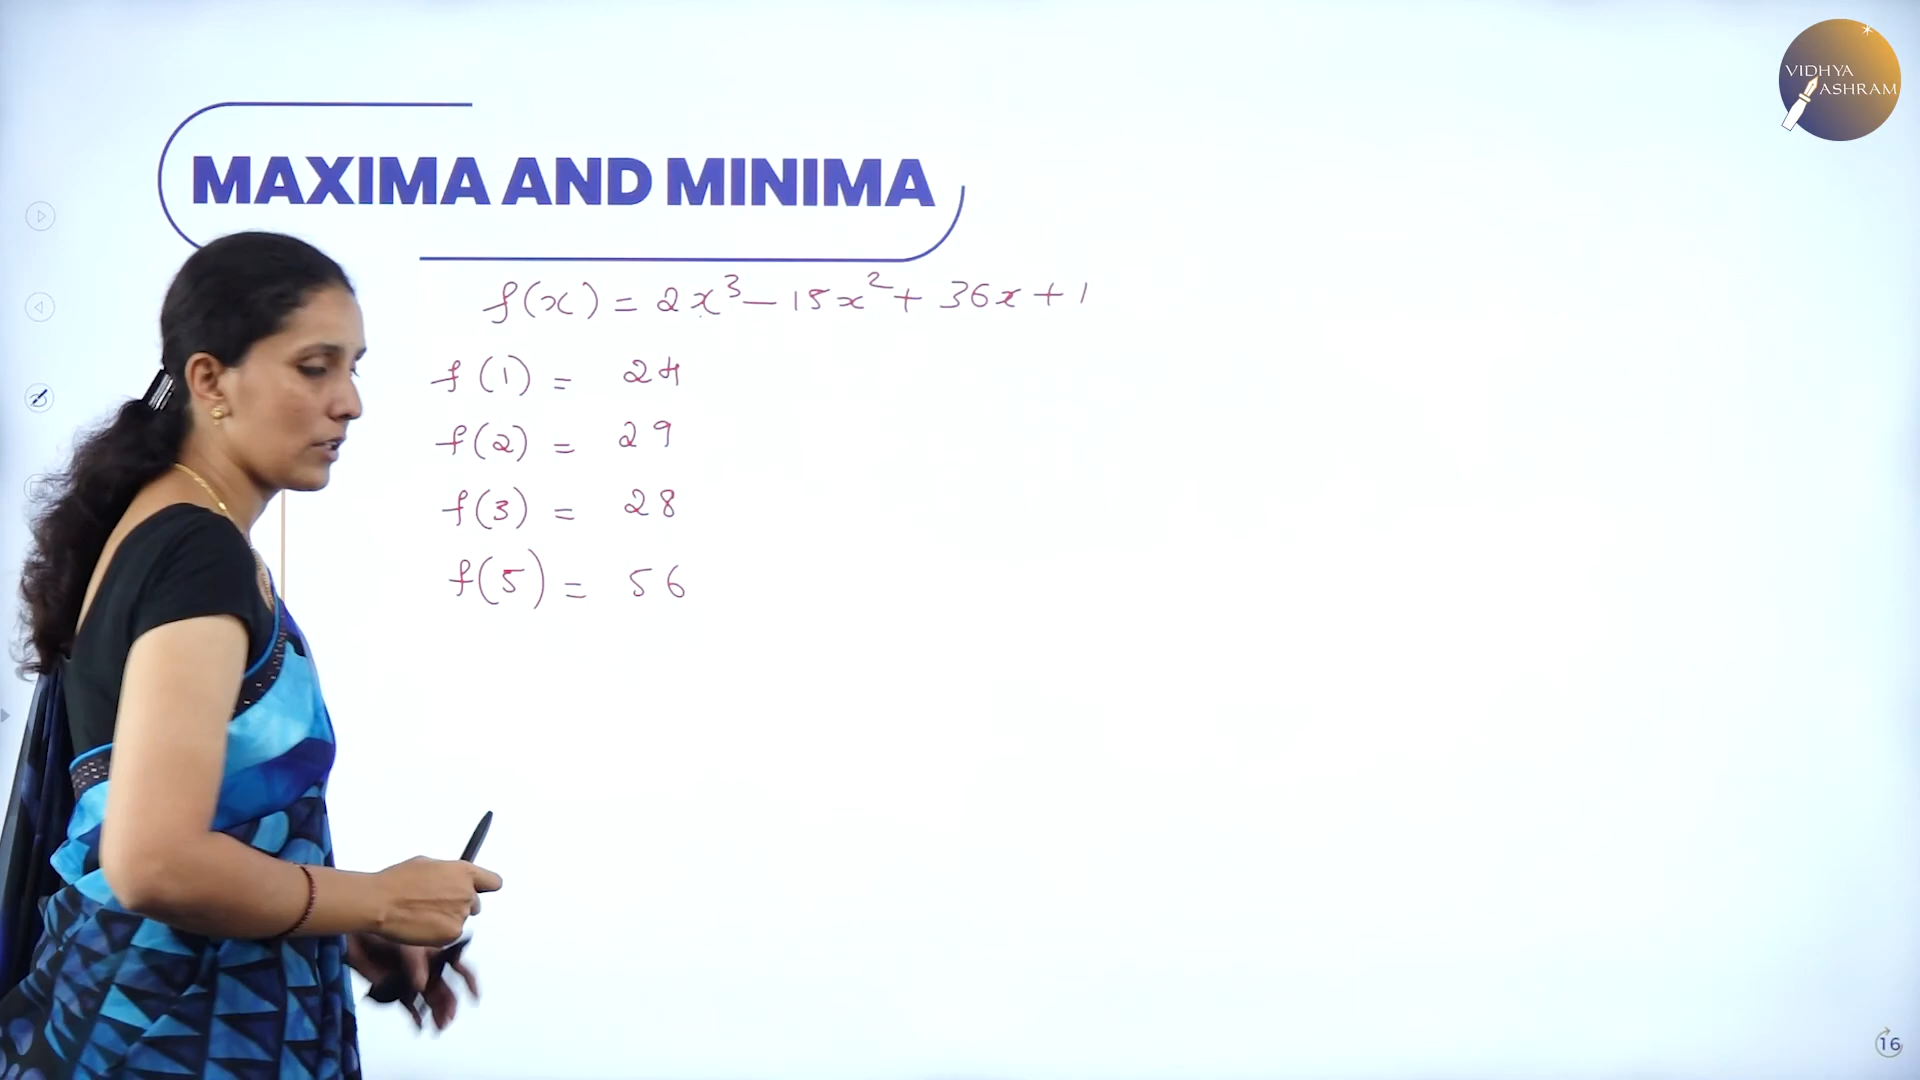 VIDHYA
ASHRAM
MAXIMA AND MINIMA
f(x) = 2x³ – 15x² + 36x + 1
f(1) = 24
f(2) = 29
f(3) = 28
f(5) = 56
16